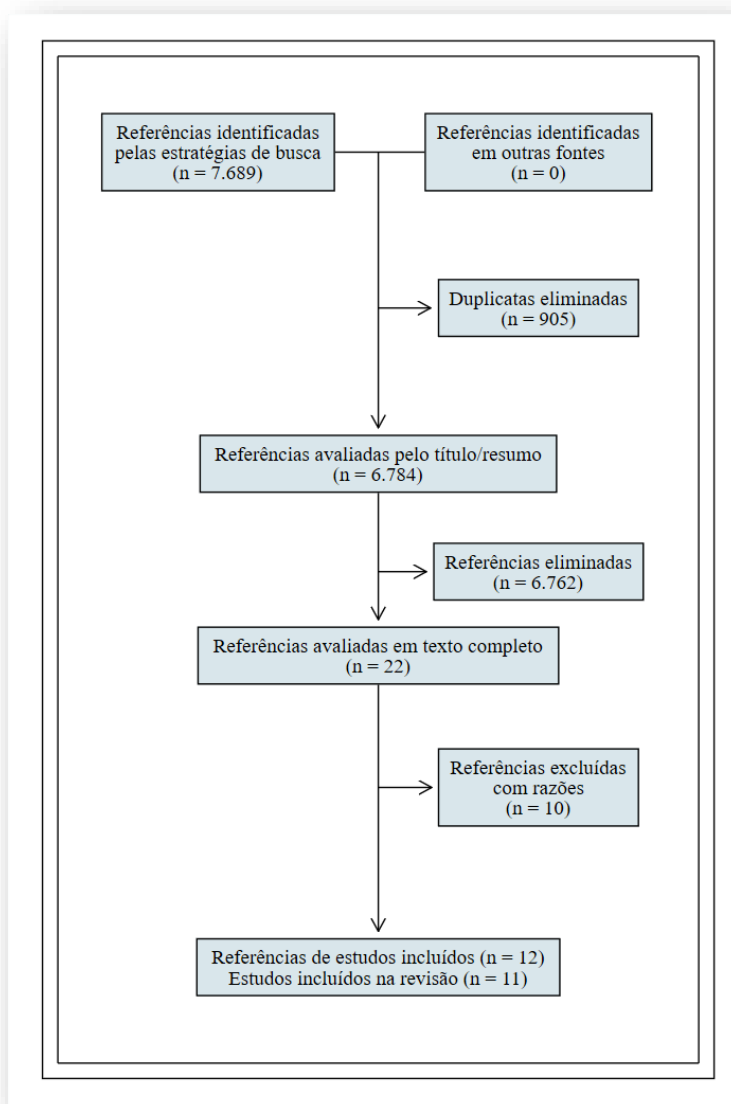 Referências identificadas
pelas estratégias de busca
(n = 7.689)
Referências identificadas
em outras fontes
(n = 0)
Duplicatas eliminadas
(n = 905)
Referências avaliadas pelo título/resumo
(n = 6.784)
Referências eliminadas
(n = 6.762)
Referências avaliadas em texto completo
(n = 22)
Referências excluídas
com razões
(n = 10)
Referências de estudos incluídos (n = 12)
Estudos incluídos na revisão (n = 11)